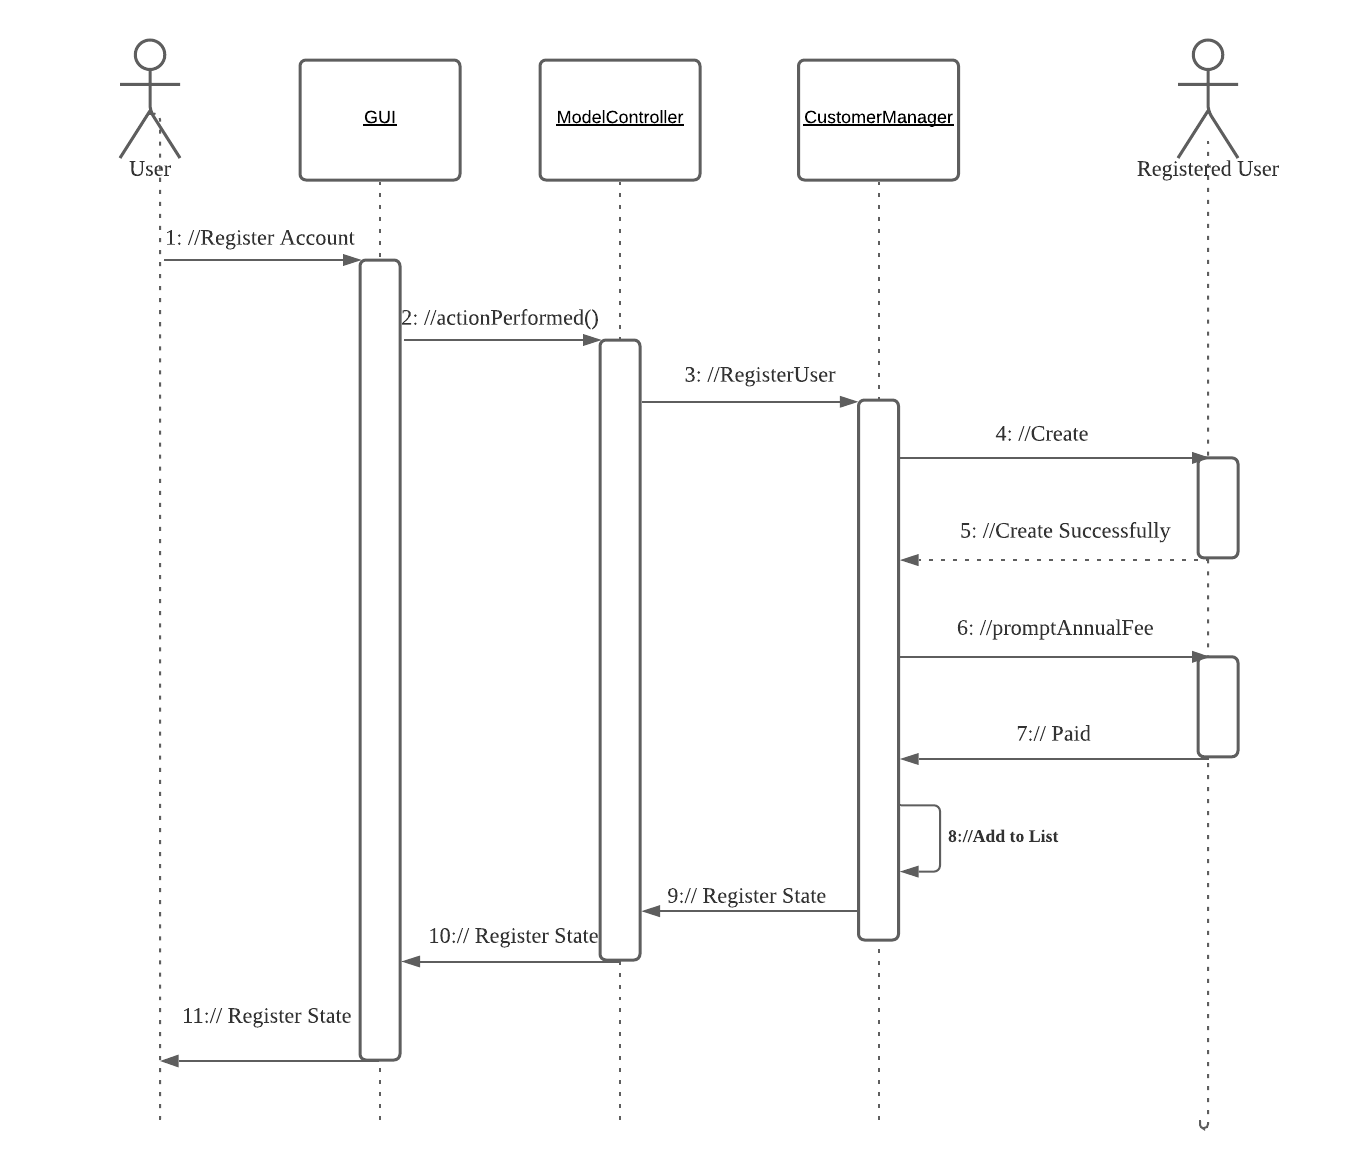 GUI
ModelController
CustomerManager
User
Registered User
1: //Register Account
2: //actionPerformed()
3: //RegisterUser
4: //Create
5: //Create Successfully
6: //promptAnnualFee
7:// Paid
8://Add to List
9:// Register State
10:// Register State
11:// Register State